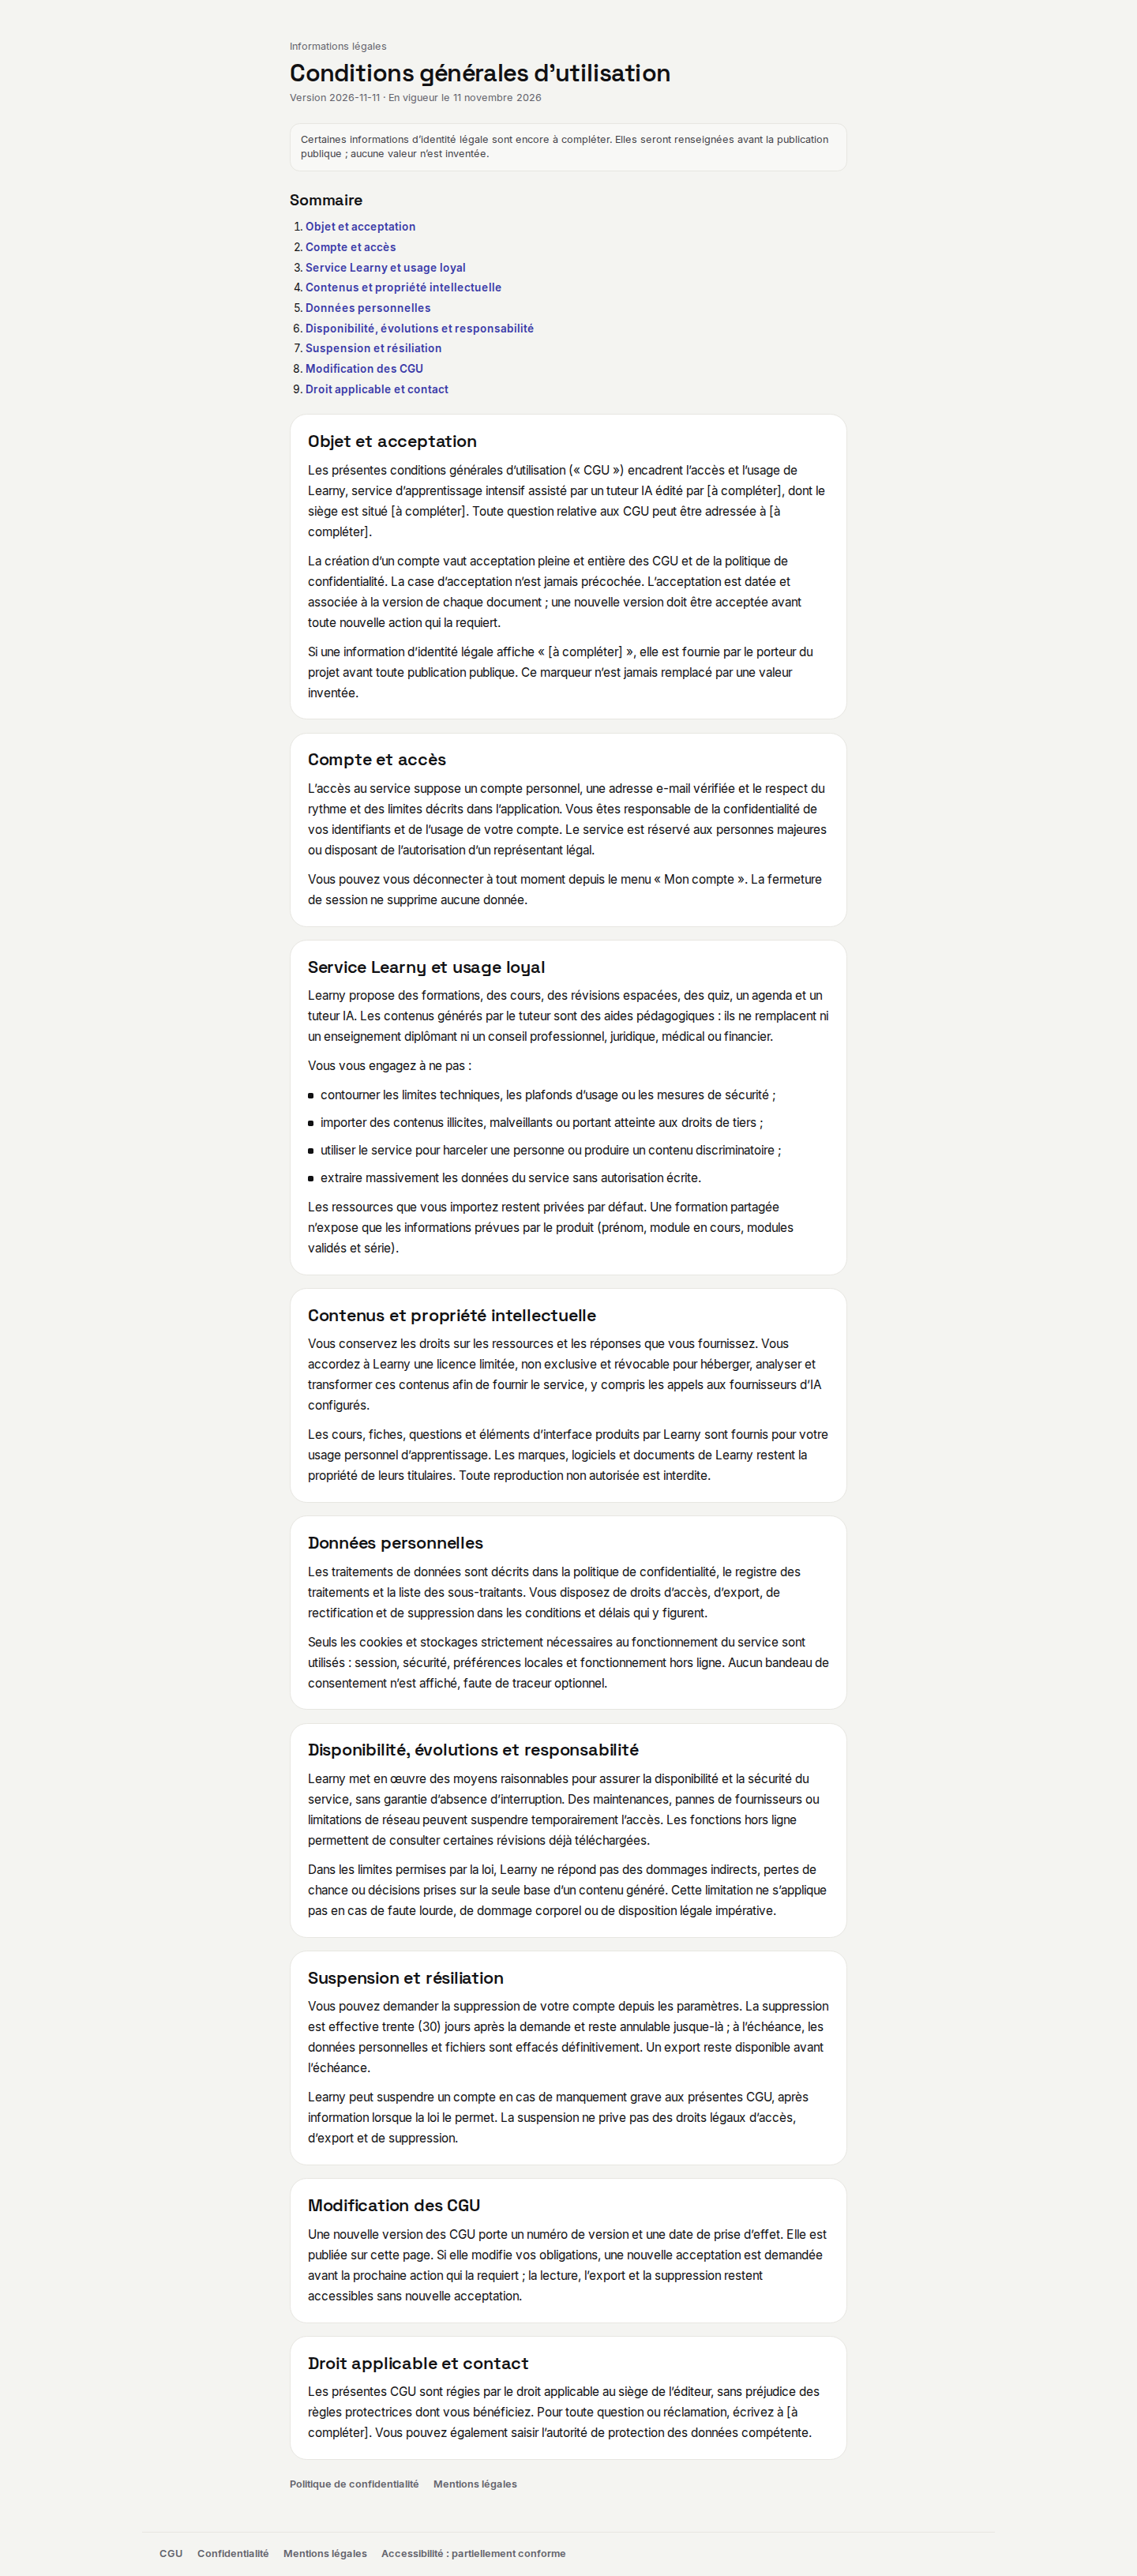 Informations légales
Conditions générales d’utilisation
Version 2026-11-11 · En vigueur le 11 novembre 2026
Certaines informations d’identité légale sont encore à compléter. Elles seront renseignées avant la publication
publique ; aucune valeur n’est inventée.
Sommaire
1. Objet et acceptation
2. Compte et accès
3. Service Learny et usage loyal
4. Contenus et propriété intellectuelle
5. Données personnelles
6. Disponibilité, évolutions et responsabilité
7. Suspension et résiliation
8. Modification des CGU
9. Droit applicable et contact
Objet et acceptation
Les présentes conditions générales d’utilisation (« CGU ») encadrent l’accès et l’usage de
Learny, service d’apprentissage intensif assisté par un tuteur IA édité par [à compléter], dont le
siège est situé [à compléter]. Toute question relative aux CGU peut être adressée à [à
compléter].
La création d’un compte vaut acceptation pleine et entière des CGU et de la politique de
confidentialité. La case d’acceptation n’est jamais précochée. L’acceptation est datée et
associée à la version de chaque document ; une nouvelle version doit être acceptée avant
toute nouvelle action qui la requiert.
Si une information d’identité légale affiche « [à compléter] », elle est fournie par le porteur du
projet avant toute publication publique. Ce marqueur n’est jamais remplacé par une valeur
inventée.
Compte et accès
L’accès au service suppose un compte personnel, une adresse e-mail vérifiée et le respect du
rythme et des limites décrits dans l’application. Vous êtes responsable de la confidentialité de
vos identifiants et de l’usage de votre compte. Le service est réservé aux personnes majeures
ou disposant de l’autorisation d’un représentant légal.
Vous pouvez vous déconnecter à tout moment depuis le menu « Mon compte ». La fermeture
de session ne supprime aucune donnée.
Service Learny et usage loyal
Learny propose des formations, des cours, des révisions espacées, des quiz, un agenda et un
tuteur IA. Les contenus générés par le tuteur sont des aides pédagogiques : ils ne remplacent ni
un enseignement diplômant ni un conseil professionnel, juridique, médical ou financier.
Vous vous engagez à ne pas :
contourner les limites techniques, les plafonds d’usage ou les mesures de sécurité ;
importer des contenus illicites, malveillants ou portant atteinte aux droits de tiers ;
utiliser le service pour harceler une personne ou produire un contenu discriminatoire ;
extraire massivement les données du service sans autorisation écrite.
Les ressources que vous importez restent privées par défaut. Une formation partagée
n’expose que les informations prévues par le produit (prénom, module en cours, modules
validés et série).
Contenus et propriété intellectuelle
Vous conservez les droits sur les ressources et les réponses que vous fournissez. Vous
accordez à Learny une licence limitée, non exclusive et révocable pour héberger, analyser et
transformer ces contenus afin de fournir le service, y compris les appels aux fournisseurs d’IA
configurés.
Les cours, fiches, questions et éléments d’interface produits par Learny sont fournis pour votre
usage personnel d’apprentissage. Les marques, logiciels et documents de Learny restent la
propriété de leurs titulaires. Toute reproduction non autorisée est interdite.
Données personnelles
Les traitements de données sont décrits dans la politique de confidentialité, le registre des
traitements et la liste des sous-traitants. Vous disposez de droits d’accès, d’export, de
rectification et de suppression dans les conditions et délais qui y figurent.
Seuls les cookies et stockages strictement nécessaires au fonctionnement du service sont
utilisés : session, sécurité, préférences locales et fonctionnement hors ligne. Aucun bandeau de
consentement n’est affiché, faute de traceur optionnel.
Disponibilité, évolutions et responsabilité
Learny met en œuvre des moyens raisonnables pour assurer la disponibilité et la sécurité du
service, sans garantie d’absence d’interruption. Des maintenances, pannes de fournisseurs ou
limitations de réseau peuvent suspendre temporairement l’accès. Les fonctions hors ligne
permettent de consulter certaines révisions déjà téléchargées.
Dans les limites permises par la loi, Learny ne répond pas des dommages indirects, pertes de
chance ou décisions prises sur la seule base d’un contenu généré. Cette limitation ne s’applique
pas en cas de faute lourde, de dommage corporel ou de disposition légale impérative.
Suspension et résiliation
Vous pouvez demander la suppression de votre compte depuis les paramètres. La suppression
est effective trente (30) jours après la demande et reste annulable jusque-là ; à l’échéance, les
données personnelles et fichiers sont effacés définitivement. Un export reste disponible avant
l’échéance.
Learny peut suspendre un compte en cas de manquement grave aux présentes CGU, après
information lorsque la loi le permet. La suspension ne prive pas des droits légaux d’accès,
d’export et de suppression.
Modification des CGU
Une nouvelle version des CGU porte un numéro de version et une date de prise d’effet. Elle est
publiée sur cette page. Si elle modifie vos obligations, une nouvelle acceptation est demandée
avant la prochaine action qui la requiert ; la lecture, l’export et la suppression restent
accessibles sans nouvelle acceptation.
Droit applicable et contact
Les présentes CGU sont régies par le droit applicable au siège de l’éditeur, sans préjudice des
règles protectrices dont vous bénéficiez. Pour toute question ou réclamation, écrivez à [à
compléter]. Vous pouvez également saisir l’autorité de protection des données compétente.
Politique de confidentialité Mentions légales
CGU Confidentialité Mentions légales Accessibilité : partiellement conforme